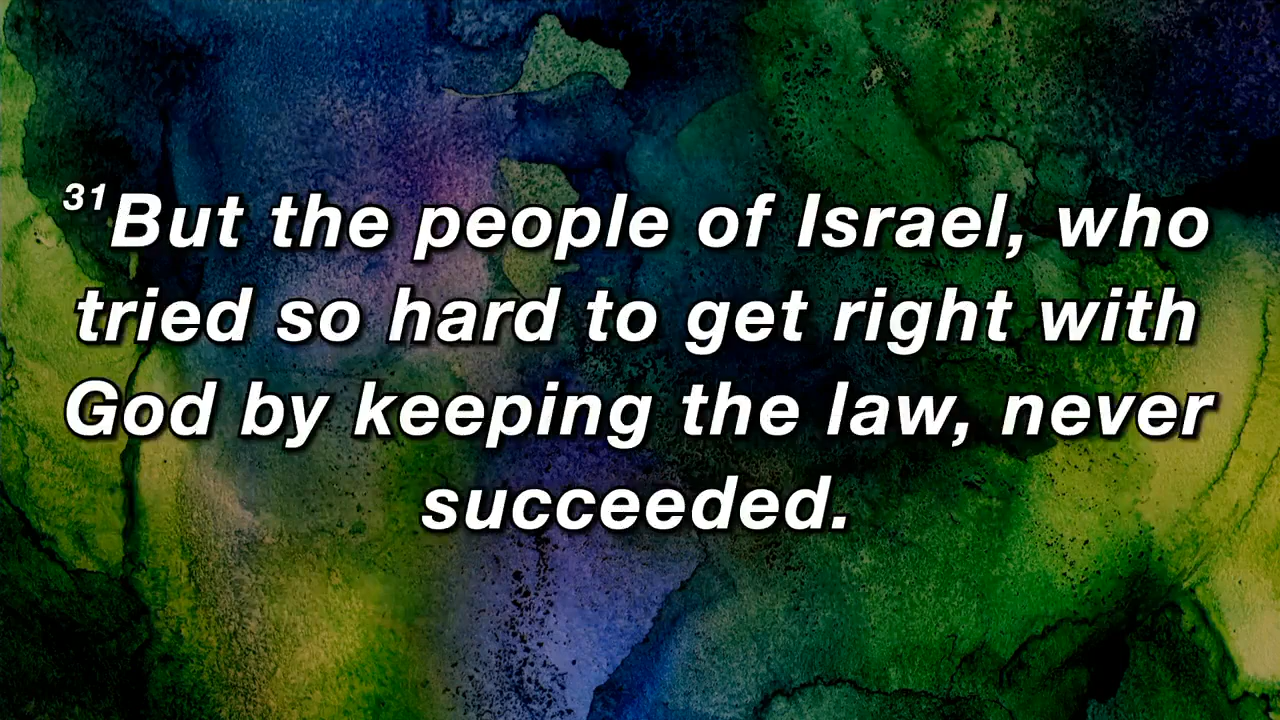 ³¹But the people of Israel, who
tried so hard to get right with
God by keeping the law, never
succeeded.